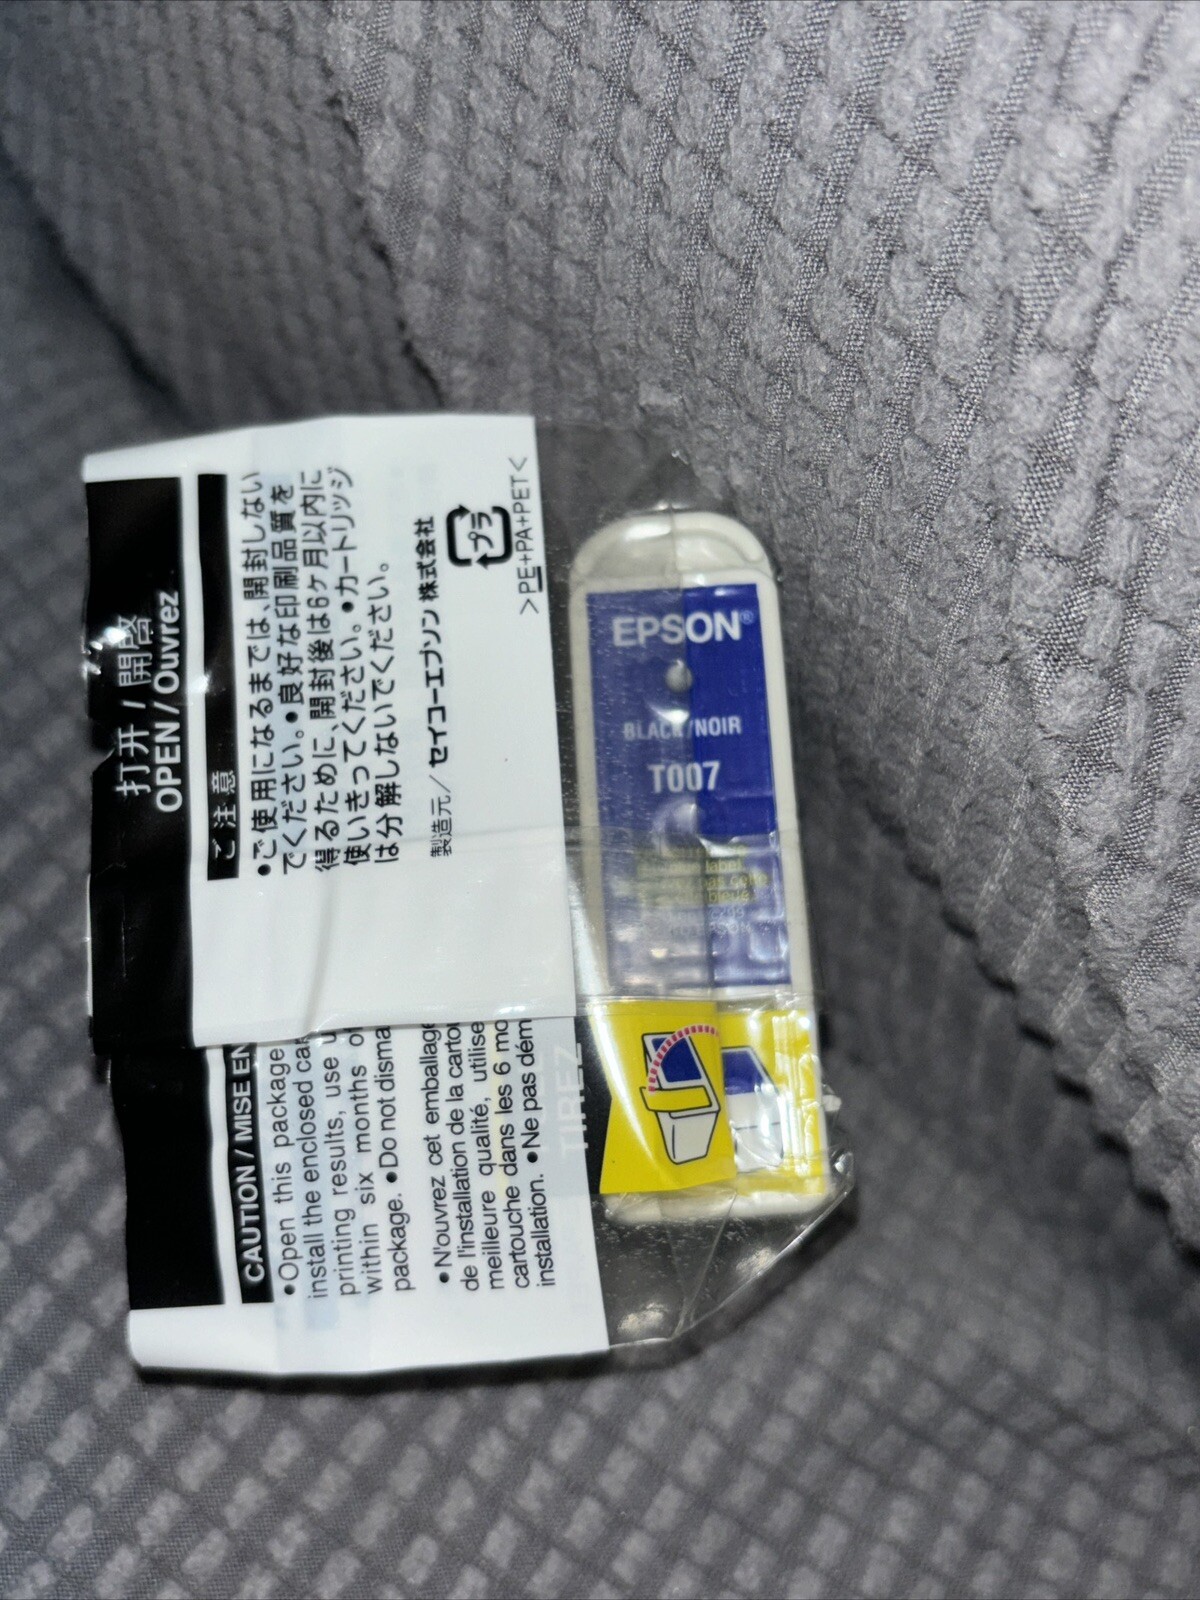 打开 / 開啓
OPEN / Ouvrez
ご注意
•ご使用になるまでは、開封しない
でください。•良好な印刷品質を
得るために、開封後は6ヶ月以内に
使いきってください。•カートリッジ
は分解しないでください。
製造元/セイコーエプソン 株式会社
プラ
>PE+PA+PET<
CAUTION / MISE EN
•Open this package
install the enclosed car
printing results, use u
within six months o
package. •Do not disma
•N'ouvrez cet emballage
de l'installation de la carto
meilleure qualité, utilise
cartouche dans les 6 mo
installation. •Ne pas dém
TIREZ
EPSON®
BLACK/NOIR
T007
label
pas cette
bleue
EPSON